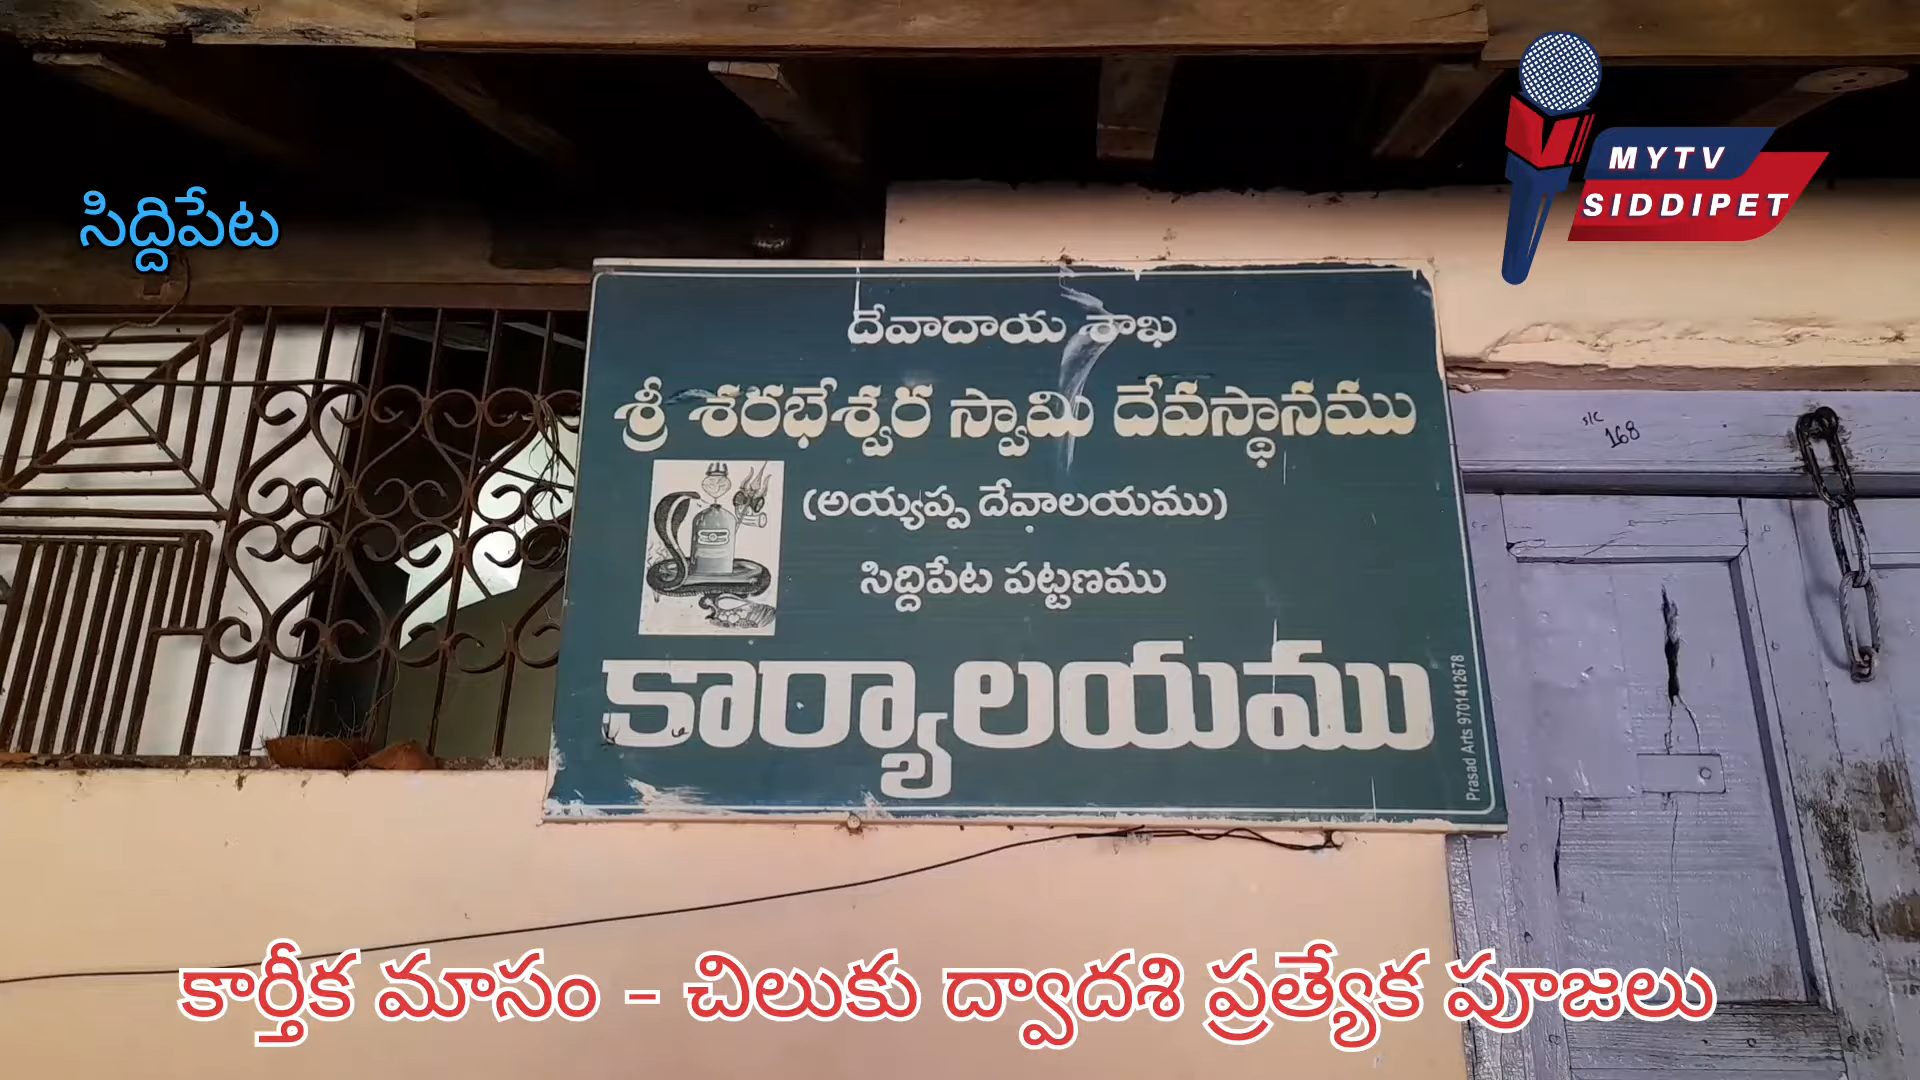 MYTV
SIDDIPET
సిద్దిపేట
దేవాదాయ శాఖ
శ్రీ శరభేశ్వర స్వామి దేవస్థానము
(అయ్యప్ప దేవాలయము)
సిద్దిపేట పట్టణము
కార్యాలయము
Prasad Arts 9701412678
S/C
168
కార్తీక మాసం - చిలుకు ద్వాదశి ప్రత్యేక పూజలు